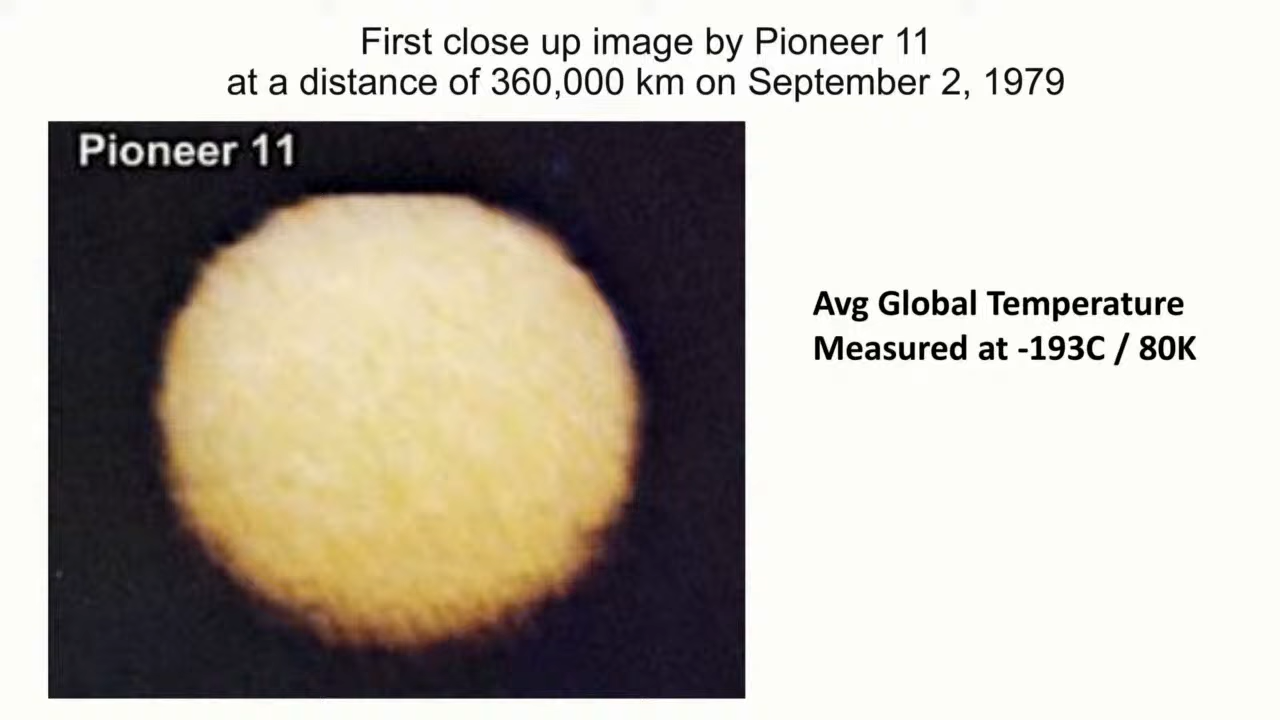 First close up image by Pioneer 11
at a distance of 360,000 km on September 2, 1979
Pioneer 11
Avg Global Temperature
Measured at -193C / 80K